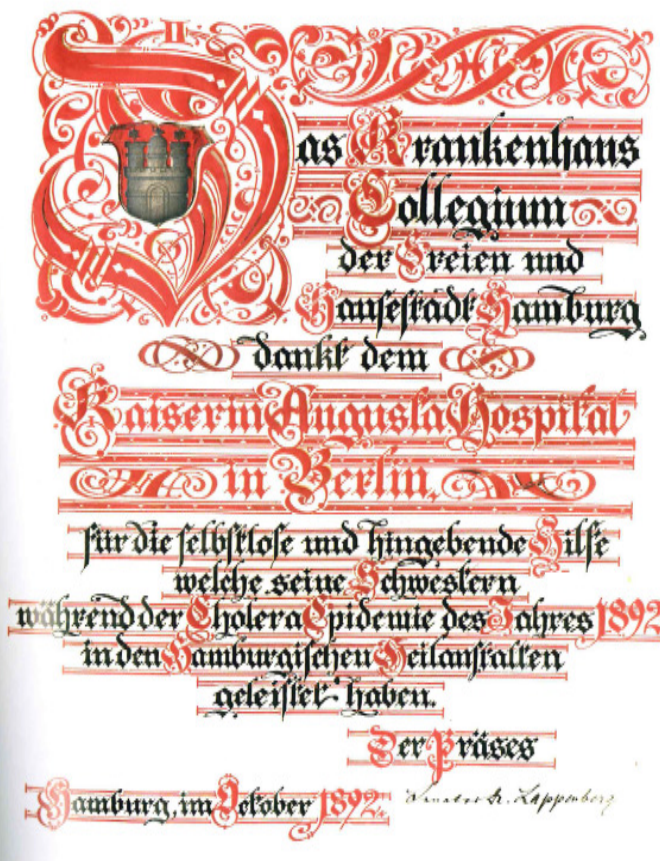 Das Krankenhaus
Collegium
der Freien und
Hansestadt Hamburg
dankt dem
Kaiserin Augusta Hospital
in Berlin,
für die selbstlose und hingebende Hilfe
welche seine Schwestern
während der Cholera Epidemie des Jahres 1892
in den Hamburgischen Heilanstalten
geleistet haben.
Der Präses
Senator Dr. Lappenberg
Hamburg, im October 1892.